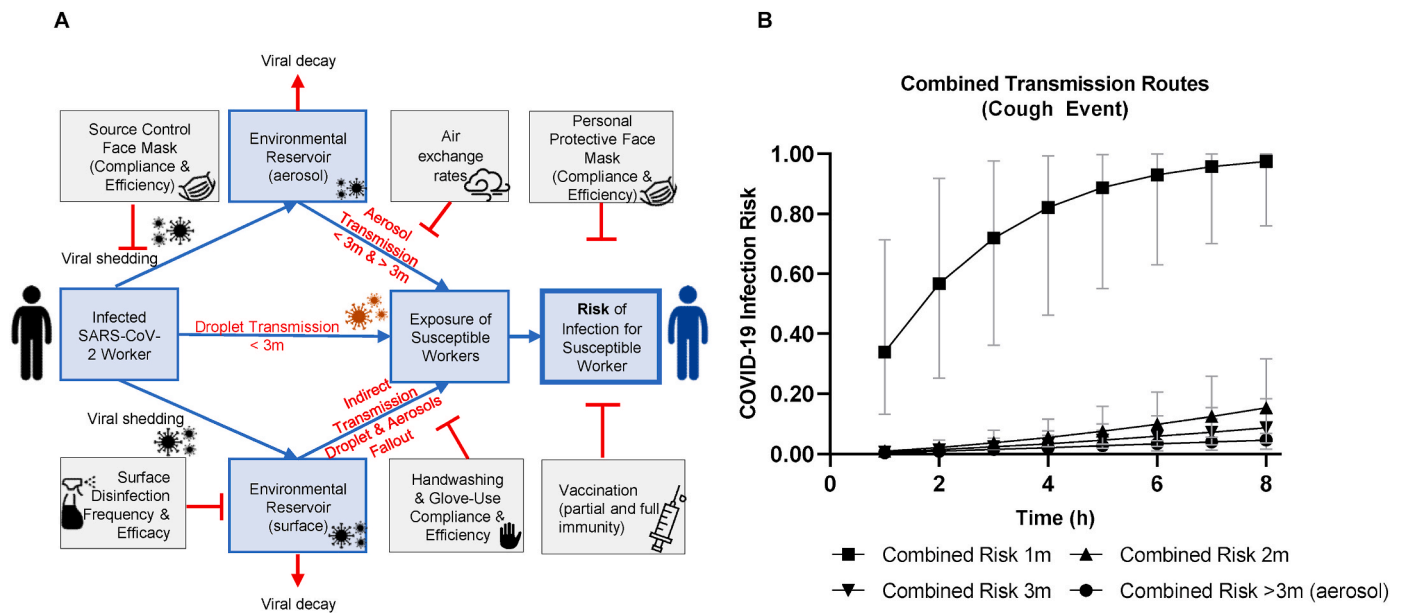 A
Viral decay
Source Control
Face Mask
(Compliance &
Efficiency)
Environmental
Reservoir
(aerosol)
Air
exchange
rates
Personal
Protective Face
Mask
(Compliance &
Efficiency)
Aerosol
Transmission
< 3m & > 3m
Viral shedding
Infected
SARS-CoV-
2 Worker
Droplet Transmission
< 3m
Exposure of
Susceptible
Workers
Risk of
Infection for
Susceptible
Worker
Viral shedding
Indirect
Transmission
Droplet & Aerosols
Fallout
Surface
Disinfection
Frequency &
Efficacy
Environmental
Reservoir
(surface)
Handwashing
& Glove-Use
Compliance &
Efficiency
Vaccination
(partial and full
immunity)
Viral decay
B
Combined Transmission Routes
(Cough Event)
COVID-19 Infection Risk
1.00
0.80
0.60
0.40
0.20
0.00
0 2 4 6 8
Time (h)
Combined Risk 1m
Combined Risk 2m
Combined Risk 3m
Combined Risk >3m (aerosol)